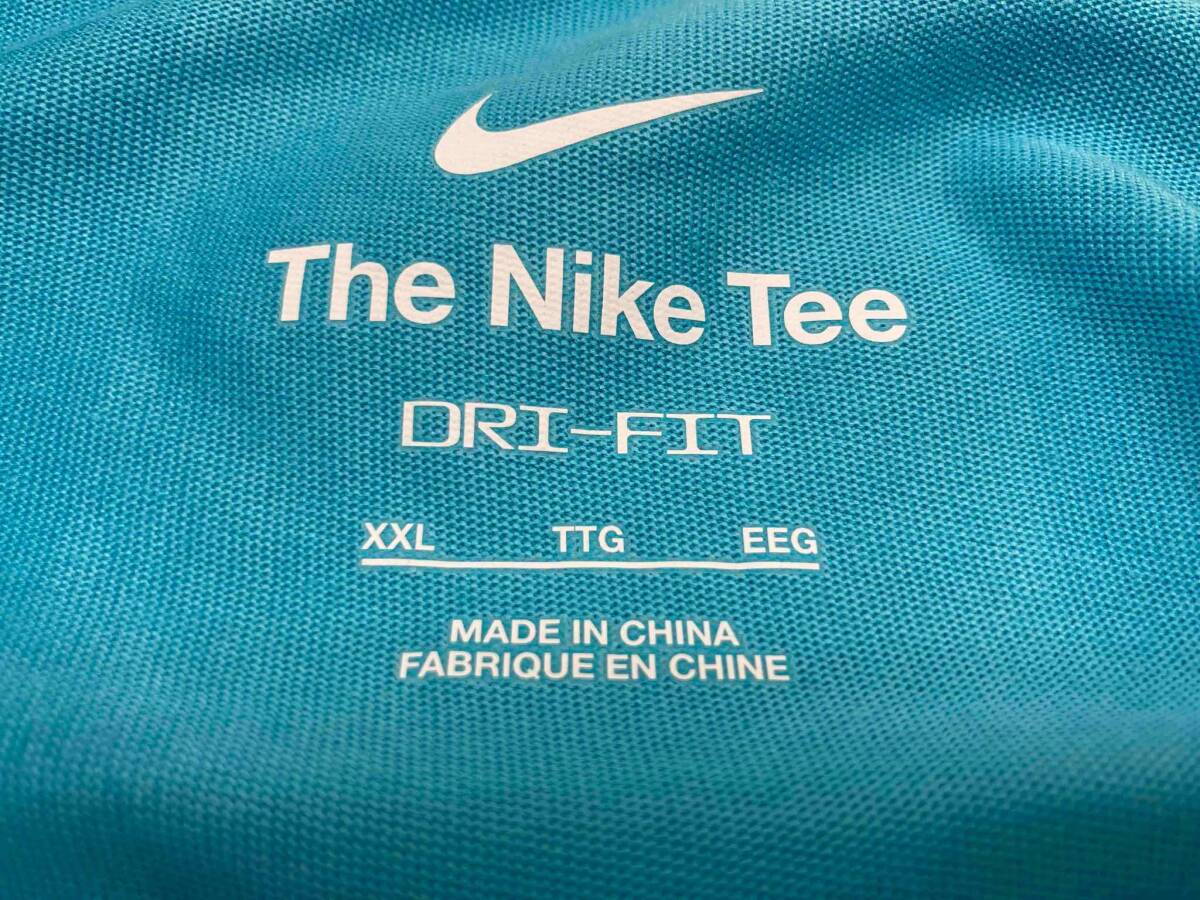 The Nike Tee
DRI-FIT
XXL TTG EEG
MADE IN CHINA
FABRIQUE EN CHINE